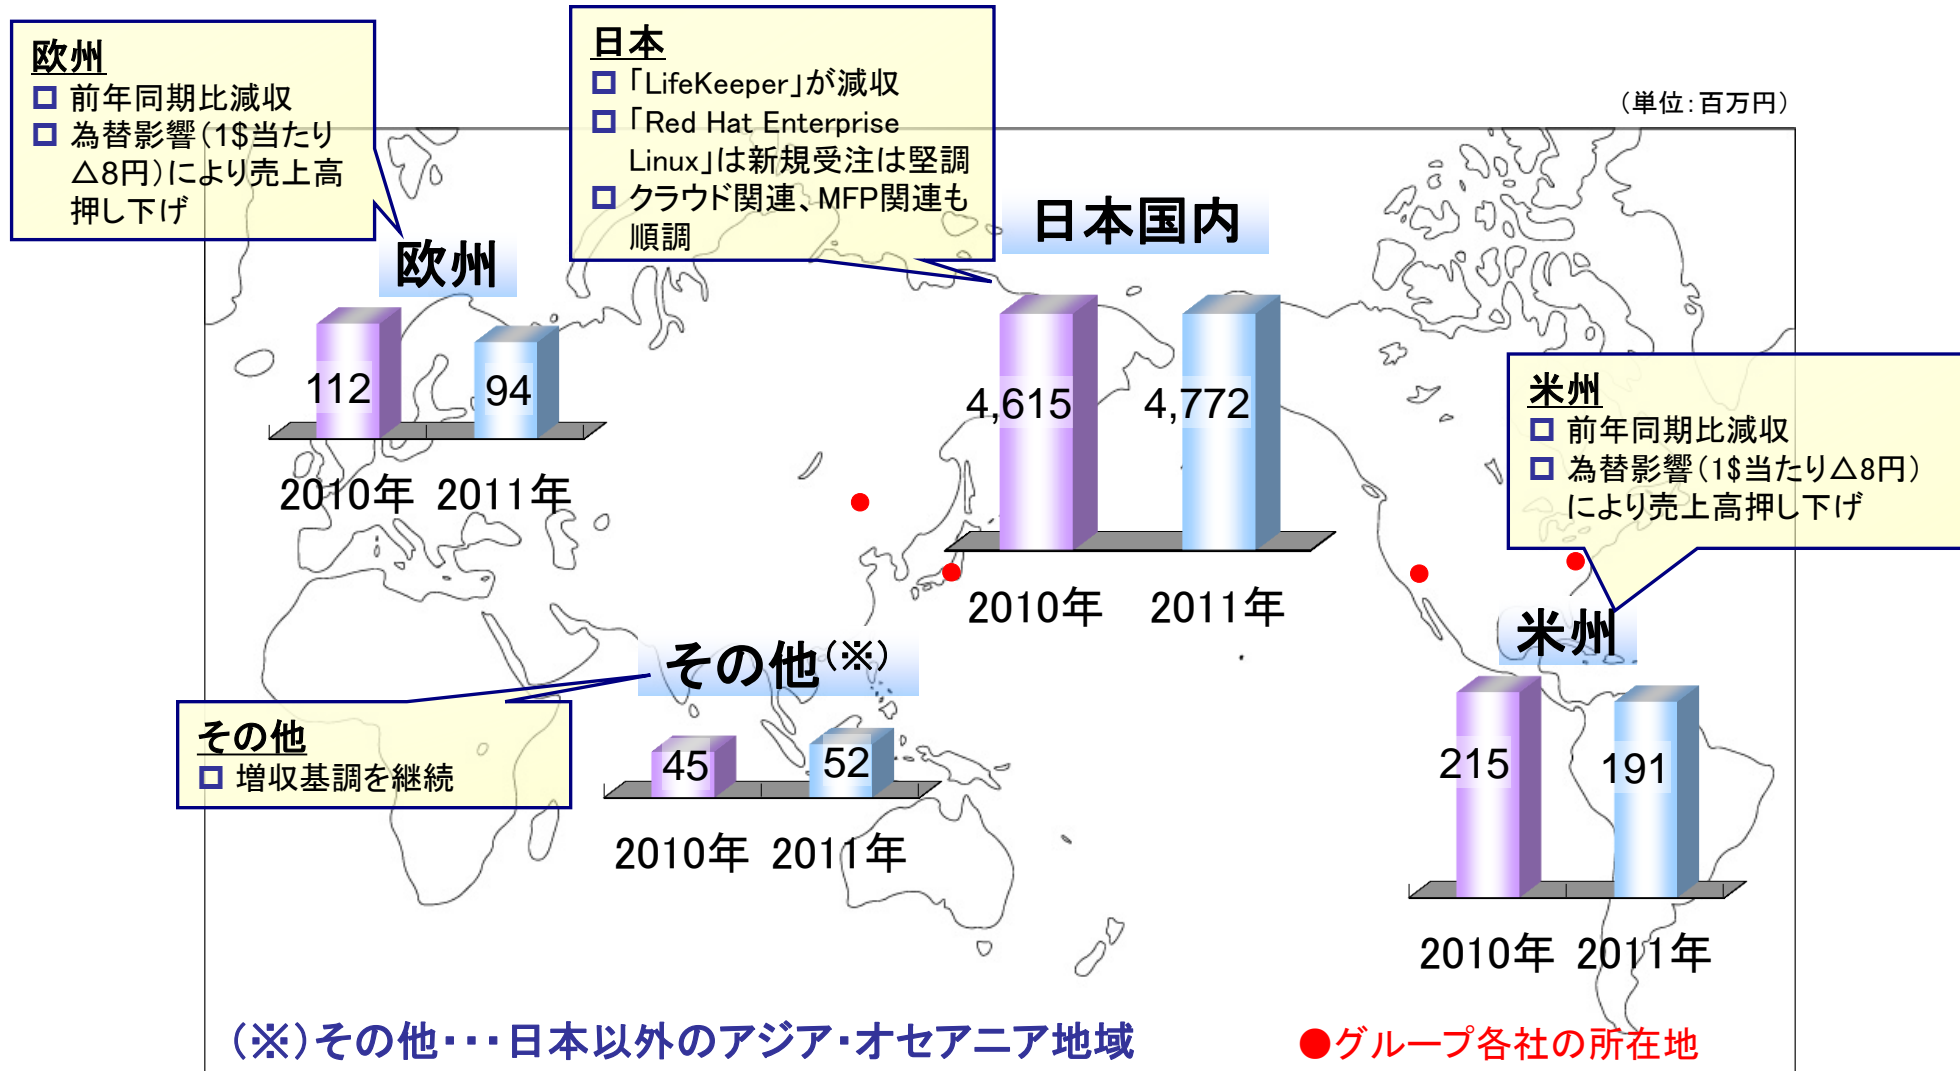 欧州
前年同期比減収
為替影響(1$当たり
△8円)により売上高
押し下げ
日本
「LifeKeeper」が減収
「Red Hat Enterprise
Linux」は新規受注は堅調
クラウド関連、MFP関連も
順調
(単位:百万円)
欧州
112
94
2010年 2011年
日本国内
4,615
4,772
2010年 2011年
米州
前年同期比減収
為替影響(1$当たり△8円)
により売上高押し下げ
米州
215
191
2010年 2011年
その他(※)
その他
増収基調を継続
45
52
2010年 2011年
(※)その他・・・日本以外のアジア・オセアニア地域
●グループ各社の所在地